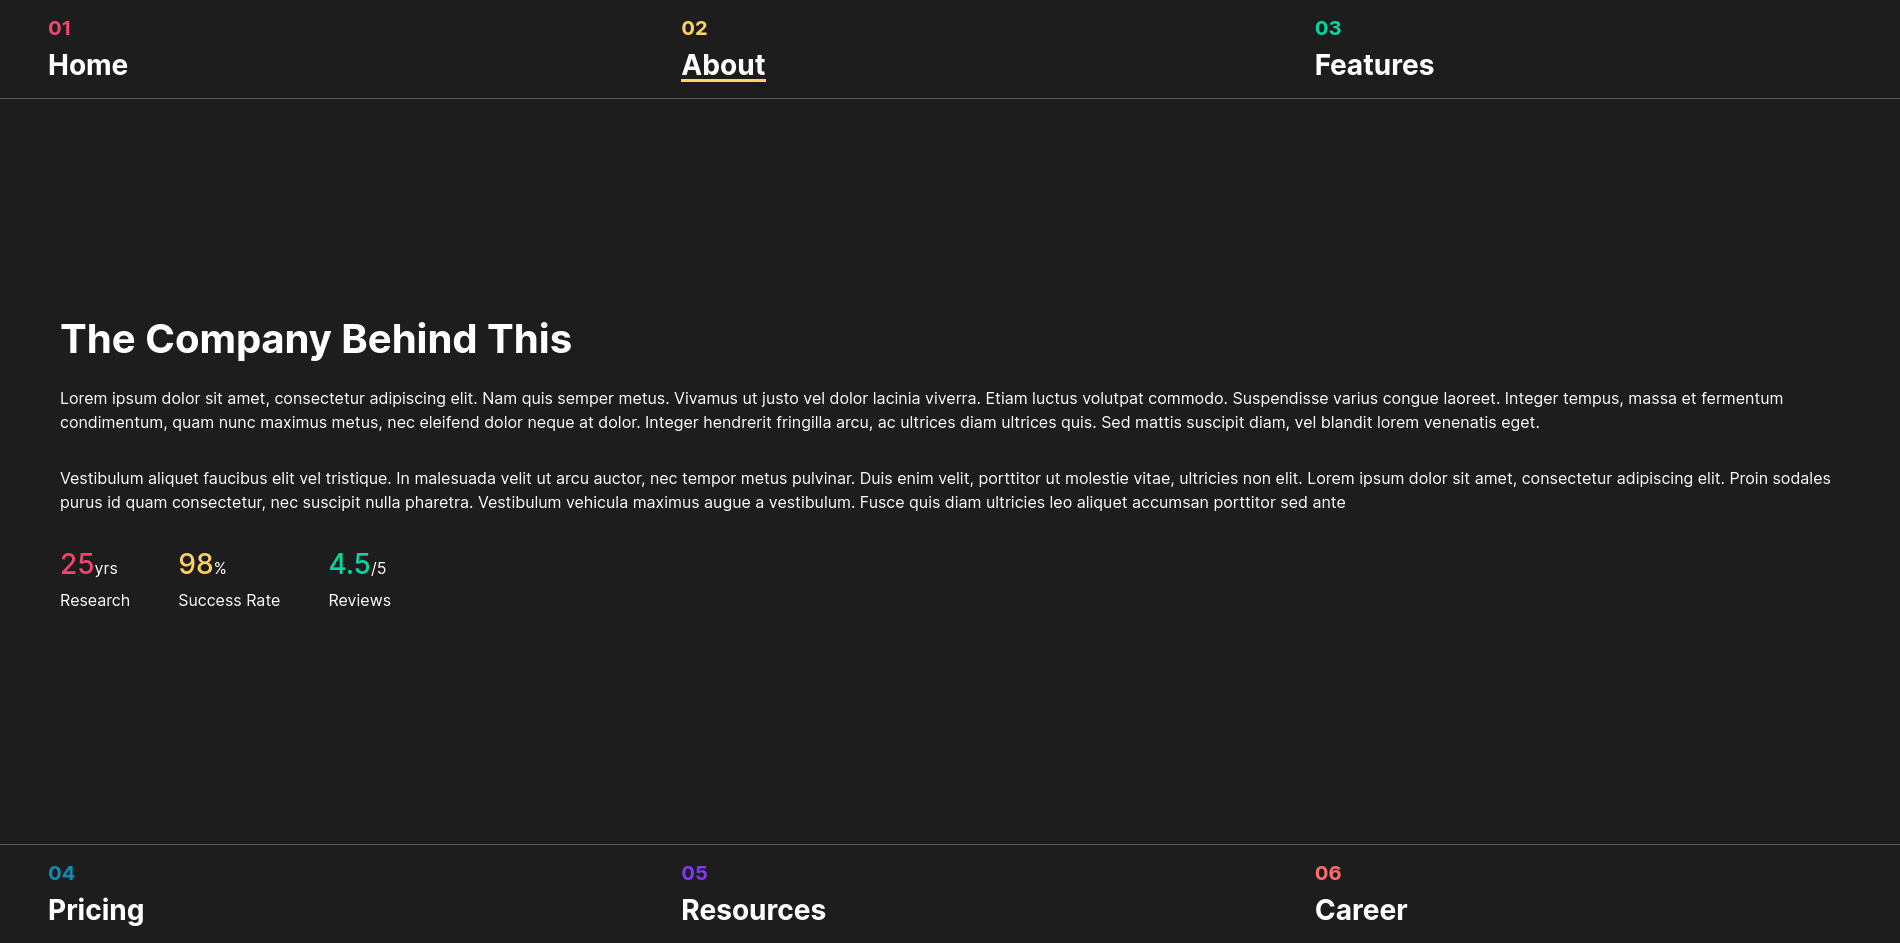 01
Home
02
About
03
Features
The Company Behind This
Lorem ipsum dolor sit amet, consectetur adipiscing elit. Nam quis semper metus. Vivamus ut justo vel dolor lacinia viverra. Etiam luctus volutpat commodo. Suspendisse varius congue laoreet. Integer tempus, massa et fermentum
condimentum, quam nunc maximus metus, nec eleifend dolor neque at dolor. Integer hendrerit fringilla arcu, ac ultrices diam ultrices quis. Sed mattis suscipit diam, vel blandit lorem venenatis eget.
Vestibulum aliquet faucibus elit vel tristique. In malesuada velit ut arcu auctor, nec tempor metus pulvinar. Duis enim velit, porttitor ut molestie vitae, ultricies non elit. Lorem ipsum dolor sit amet, consectetur adipiscing elit. Proin sodales
purus id quam consectetur, nec suscipit nulla pharetra. Vestibulum vehicula maximus augue a vestibulum. Fusce quis diam ultricies leo aliquet accumsan porttitor sed ante
25yrs
Research
98%
Success Rate
4.5/5
Reviews
04
Pricing
05
Resources
06
Career